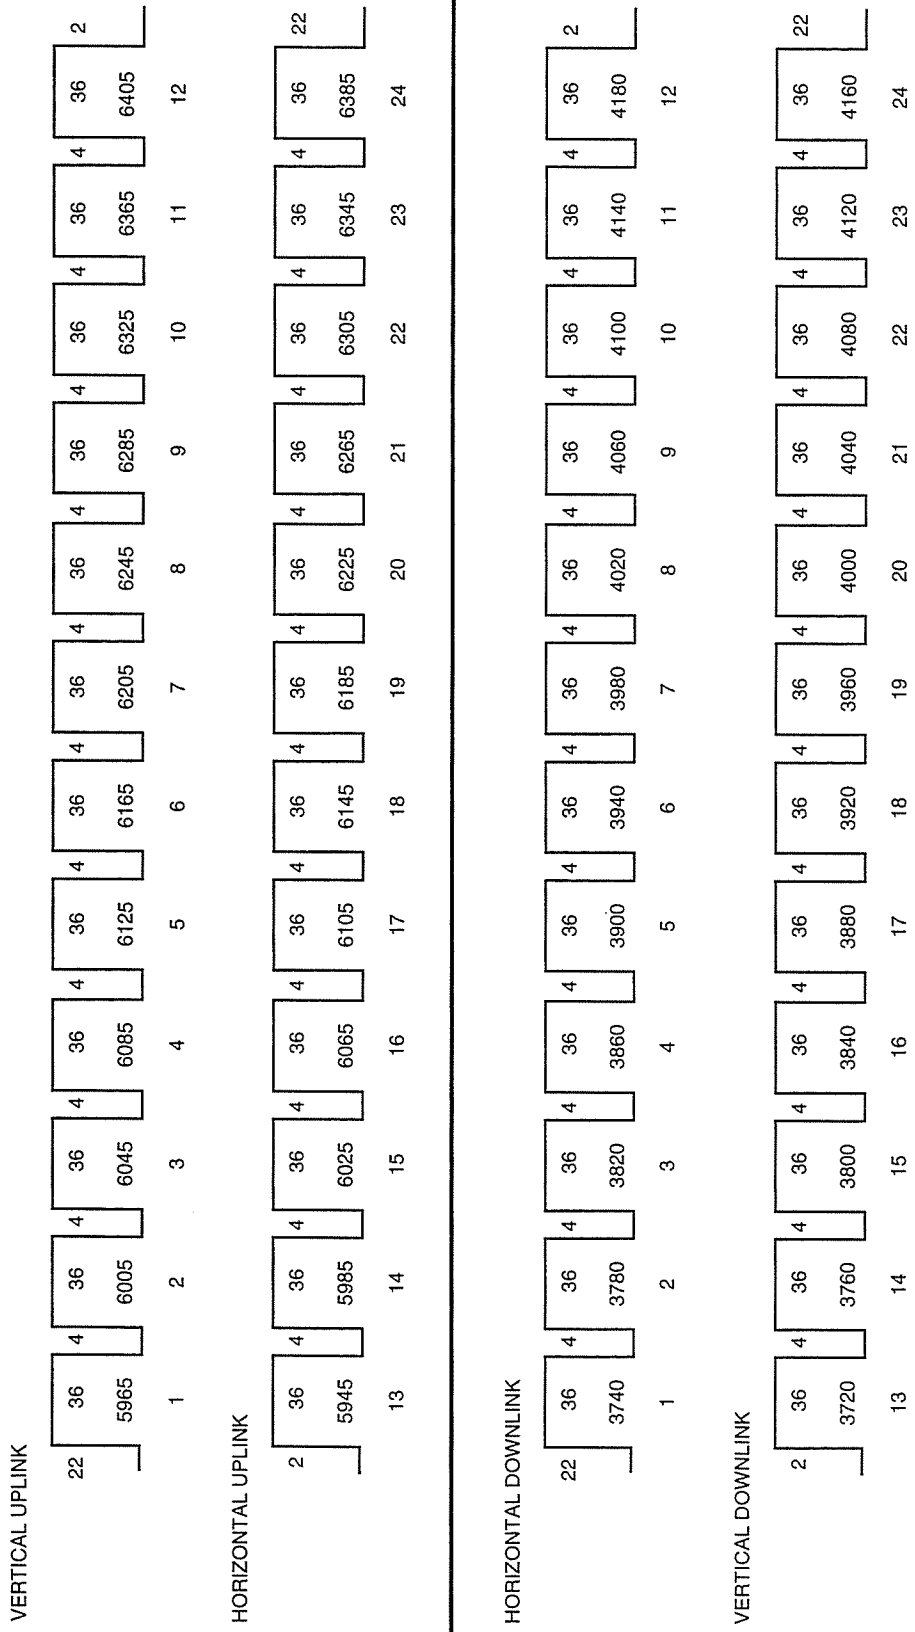 VERTICAL UPLINK
22 36 4 36 4 36 4 36 4 36 4 36 4 36 4 36 4 36 4 36 4 36 4 36 2
5965 6005 6045 6085 6125 6165 6205 6245 6285 6325 6365 6405
1 2 3 4 5 6 7 8 9 10 11 12
HORIZONTAL UPLINK
2 36 4 36 4 36 4 36 4 36 4 36 4 36 4 36 4 36 4 36 4 36 4 36 22
5945 5985 6025 6065 6105 6145 6185 6225 6265 6305 6345 6385
13 14 15 16 17 18 19 20 21 22 23 24
HORIZONTAL DOWNLINK
22 36 4 36 4 36 4 36 4 36 4 36 4 36 4 36 4 36 4 36 4 36 4 36 2
3740 3780 3820 3860 3900 3940 3980 4020 4060 4100 4140 4180
1 2 3 4 5 6 7 8 9 10 11 12
VERTICAL DOWNLINK
2 36 4 36 4 36 4 36 4 36 4 36 4 36 4 36 4 36 4 36 4 36 4 36 22
3720 3760 3800 3840 3880 3920 3960 4000 4040 4080 4120 4160
13 14 15 16 17 18 19 20 21 22 23 24